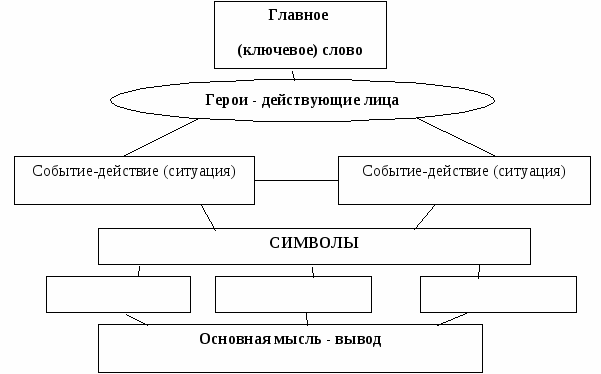 Главное
(ключевое) слово
Герои - действующие лица
Событие-действие (ситуация)
Событие-действие (ситуация)
СИМВОЛЫ
Основная мысль - вывод